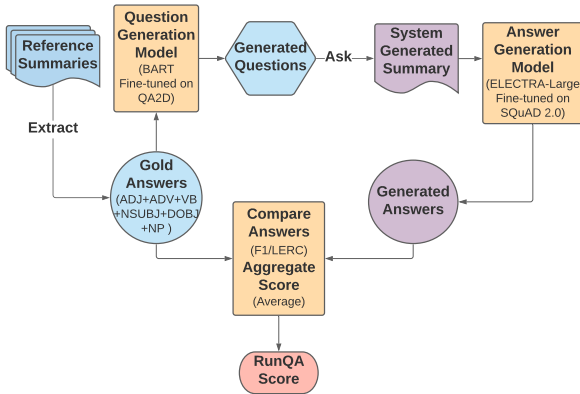 Reference
Summaries
Question
Generation
Model
(BART
Fine-tuned on
QA2D)
Generated
Questions
Ask
System
Generated
Summary
Answer
Generation
Model
(ELECTRA-Large
Fine-tuned on
SQuAD 2.0)
Extract
Gold
Answers
(ADJ+ADV+VB
+NSUBJ+DOBJ
+NP )
Generated
Answers
Compare
Answers
(F1/LERC)
Aggregate
Score
(Average)
RunQA
Score